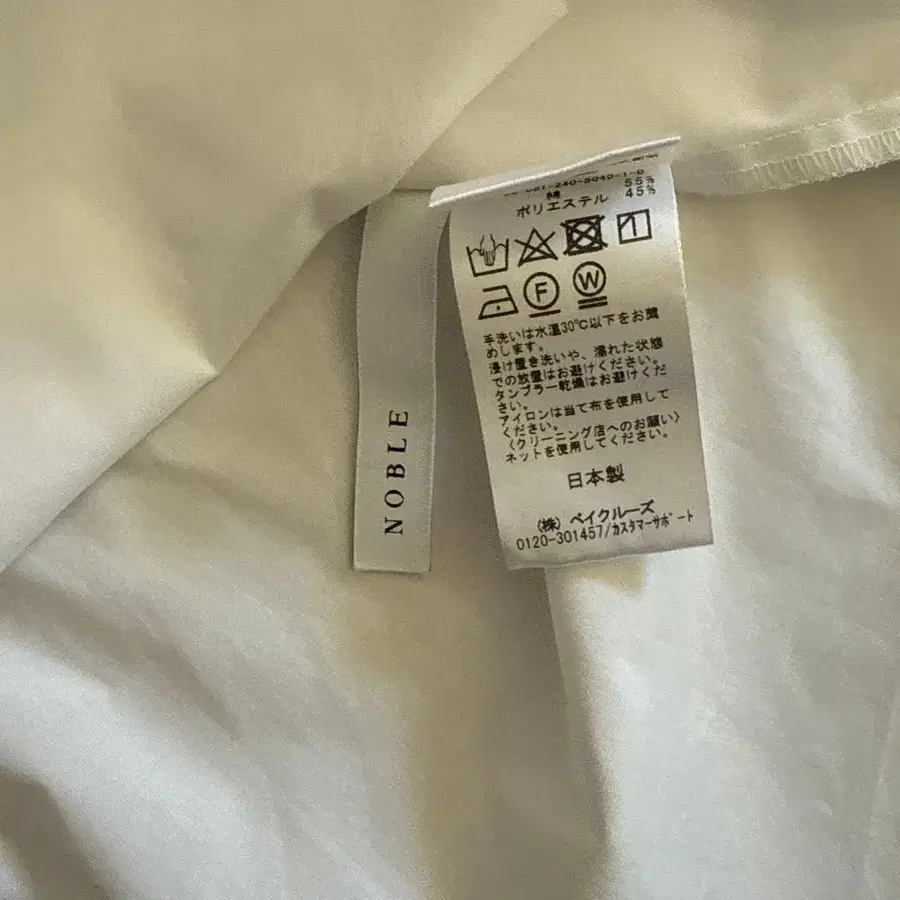 綿 55%
ポリエステル 45%
F W
手洗いは水温30℃以下をお薦
めします。
浸け置き洗いや、濡れた状態
での放置はお避けください。
タンブラー乾燥はお避けくだ
さい。
アイロンは当て布を使用して
ください。
〈クリーニング店へのお願い〉
ネットを使用してください。
日本製
(株) ベイクルーズ
0120-301457/カスタマーサポート
NOBLE